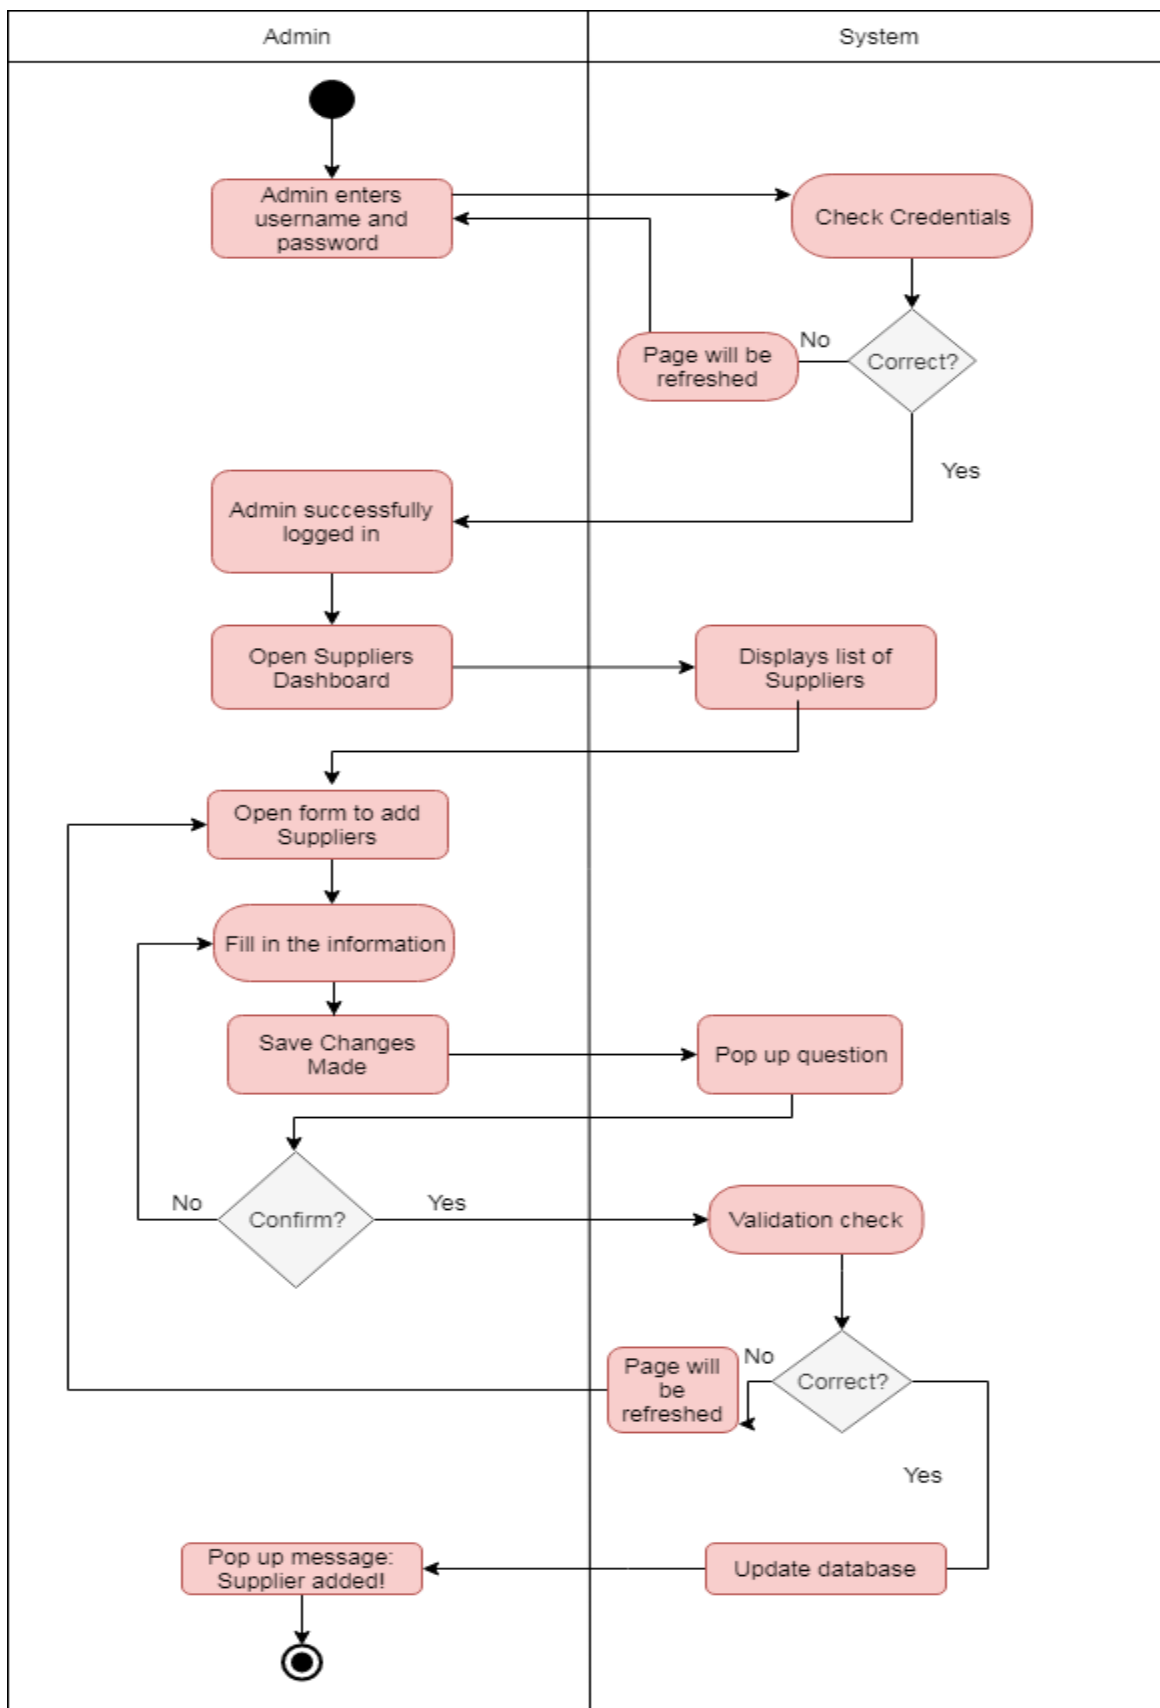 Admin
System
Admin enters
username and
password
Check Credentials
Correct?
No
Page will be
refreshed
Yes
Admin successfully
logged in
Open Suppliers
Dashboard
Displays list of
Suppliers
Open form to add
Suppliers
Fill in the information
Save Changes
Made
Pop up question
Confirm?
No
Yes
Validation check
Correct?
No
Page will
be
refreshed
Yes
Update database
Pop up message:
Supplier added!